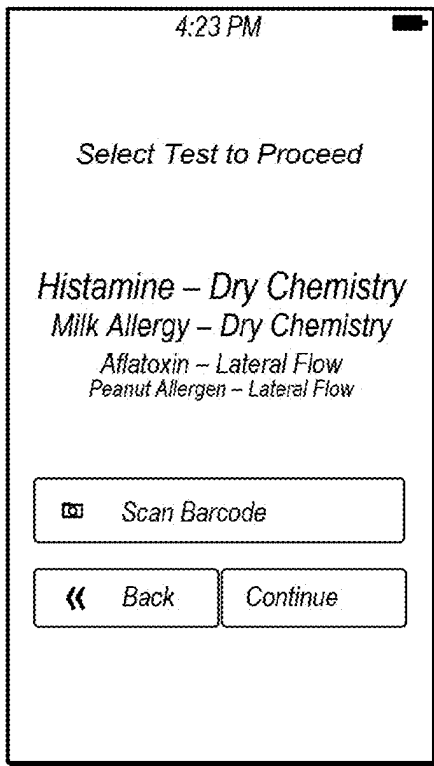 4:23 PM
Select Test to Proceed
Histamine – Dry Chemistry
Milk Allergy – Dry Chemistry
Aflatoxin – Lateral Flow
Peanut Allergen – Lateral Flow
Scan Barcode
Back Continue